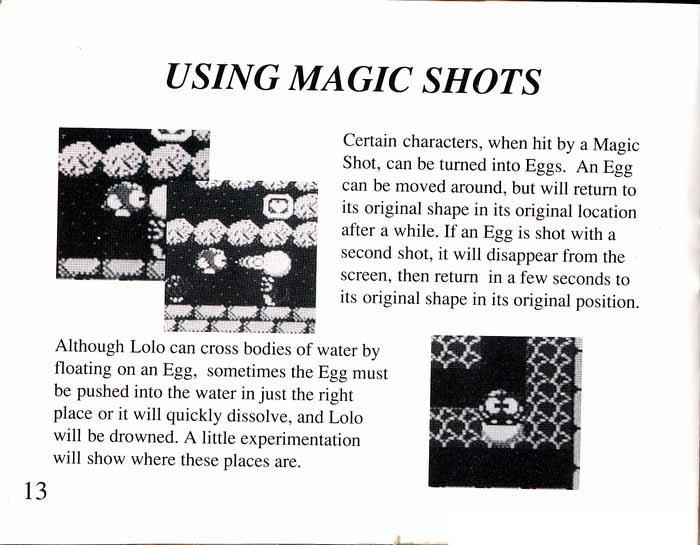 USING MAGIC SHOTS
Certain characters, when hit by a Magic
Shot, can be turned into Eggs. An Egg
can be moved around, but will return to
its original shape in its original location
after a while. If an Egg is shot with a
second shot, it will disappear from the
screen, then return in a few seconds to
its original shape in its original position.
Although Lolo can cross bodies of water by
floating on an Egg, sometimes the Egg must
be pushed into the water in just the right
place or it will quickly dissolve, and Lolo
will be drowned. A little experimentation
will show where these places are.
13